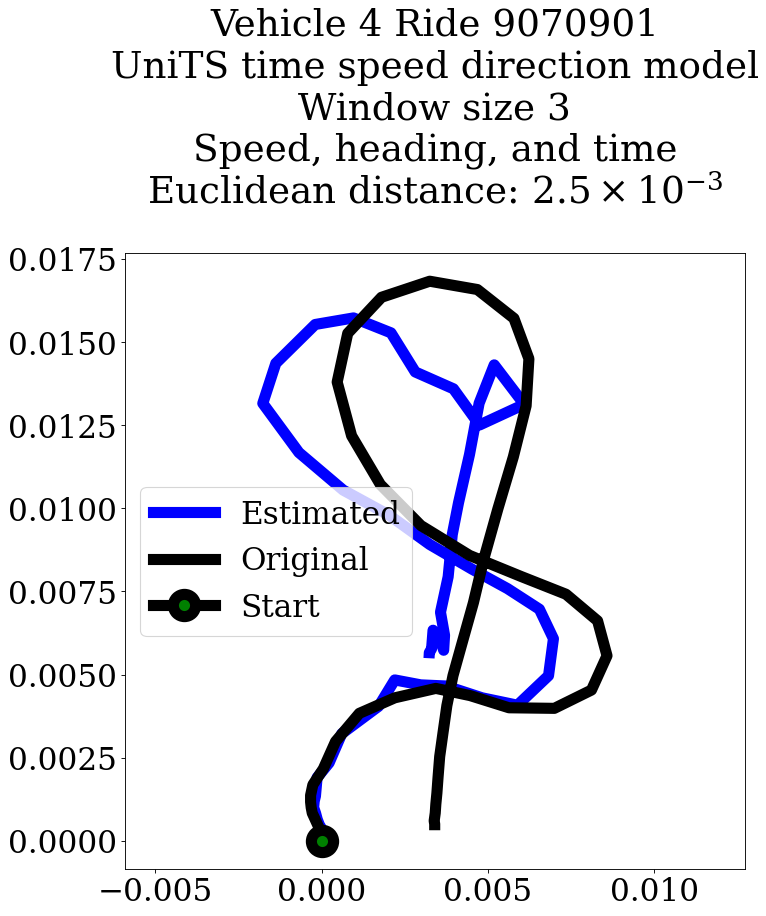 Vehicle 4 Ride 9070901
UniTS time speed direction model
Window size 3
Speed, heading, and time
Euclidean distance: 2.5 × 10⁻³
0.0175
0.0150
0.0125
0.0100
0.0075
0.0050
0.0025
0.0000
Estimated
Original
Start
−0.005 0.000 0.005 0.010